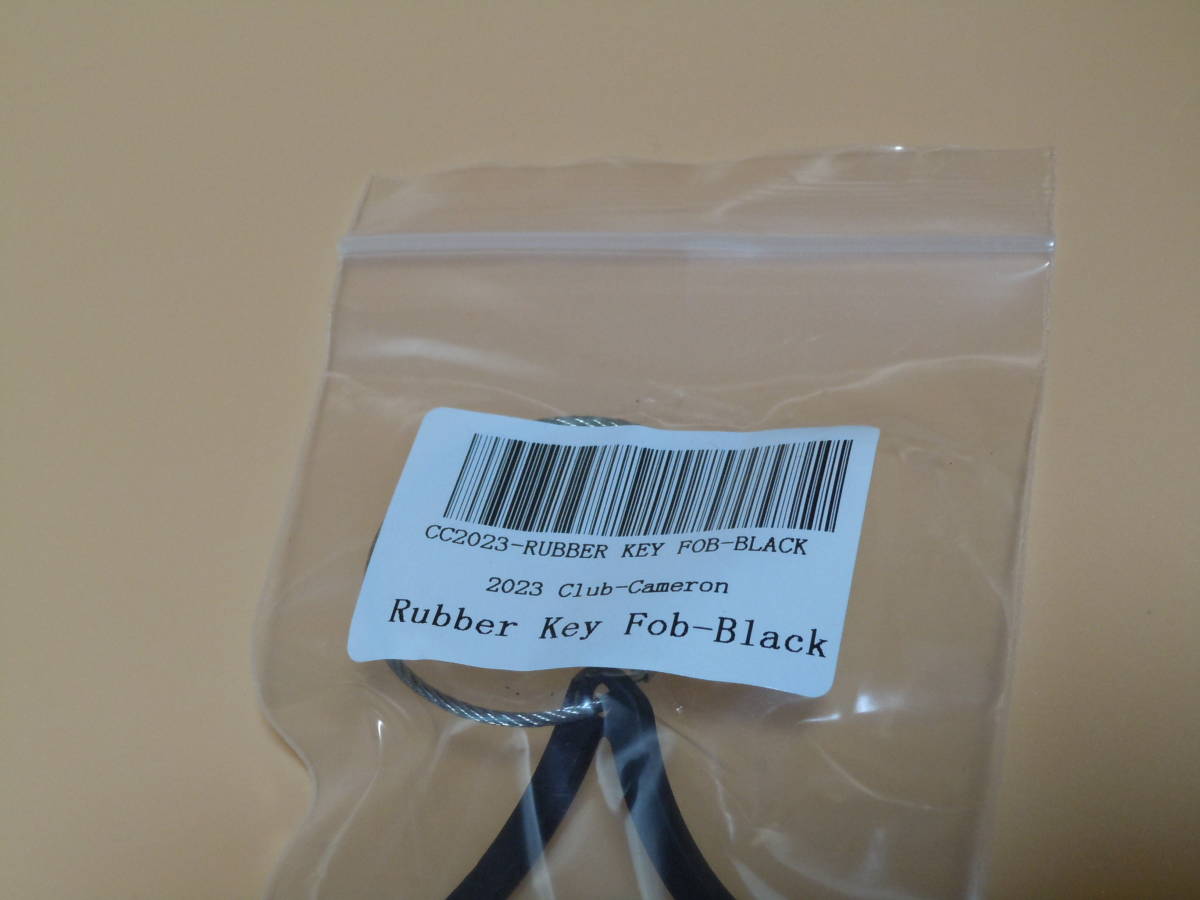 CC2023-RUBBER KEY FOB-BLACK
2023 Club-Cameron
Rubber Key Fob-Black